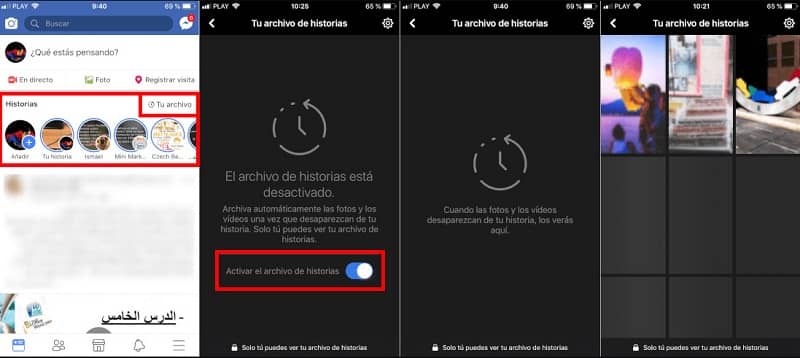 PLAY 9:40 69 %
Buscar
¿Qué estás pensando?
En directo Foto Registrar visita
Historias Tu archivo
Añadir Tu historia Ismael Mini Mark... Czech Ba...
- الدرس الخامس
PLAY 10:25 65 %
Tu archivo de historias
El archivo de historias está
desactivado.
Archiva automáticamente las fotos y los
vídeos una vez que desaparezcan de tu
historia. Solo tú puedes ver tu archivo de
historias.
Activar el archivo de historias
Solo tú puedes ver tu archivo de historias
PLAY 9:40 69 %
Tu archivo de historias
Cuando las fotos y los vídeos
desaparezcan de tu historia, los verás
aquí.
Solo tú puedes ver tu archivo de historias
PLAY 10:21 65 %
Tu archivo de historias
Solo tú puedes ver tu archivo de historias